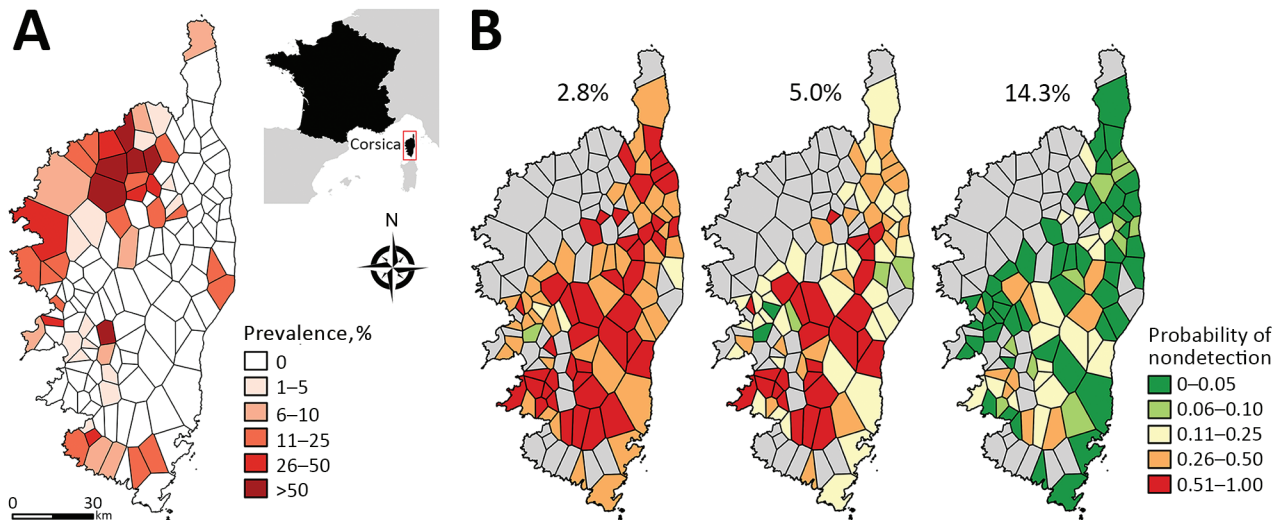 A
Corsica
N
Prevalence, %
0
1–5
6–10
11–25
26–50
>50
0 30
km
B
2.8%
5.0%
14.3%
Probability of
nondetection
0–0.05
0.06–0.10
0.11–0.25
0.26–0.50
0.51–1.00